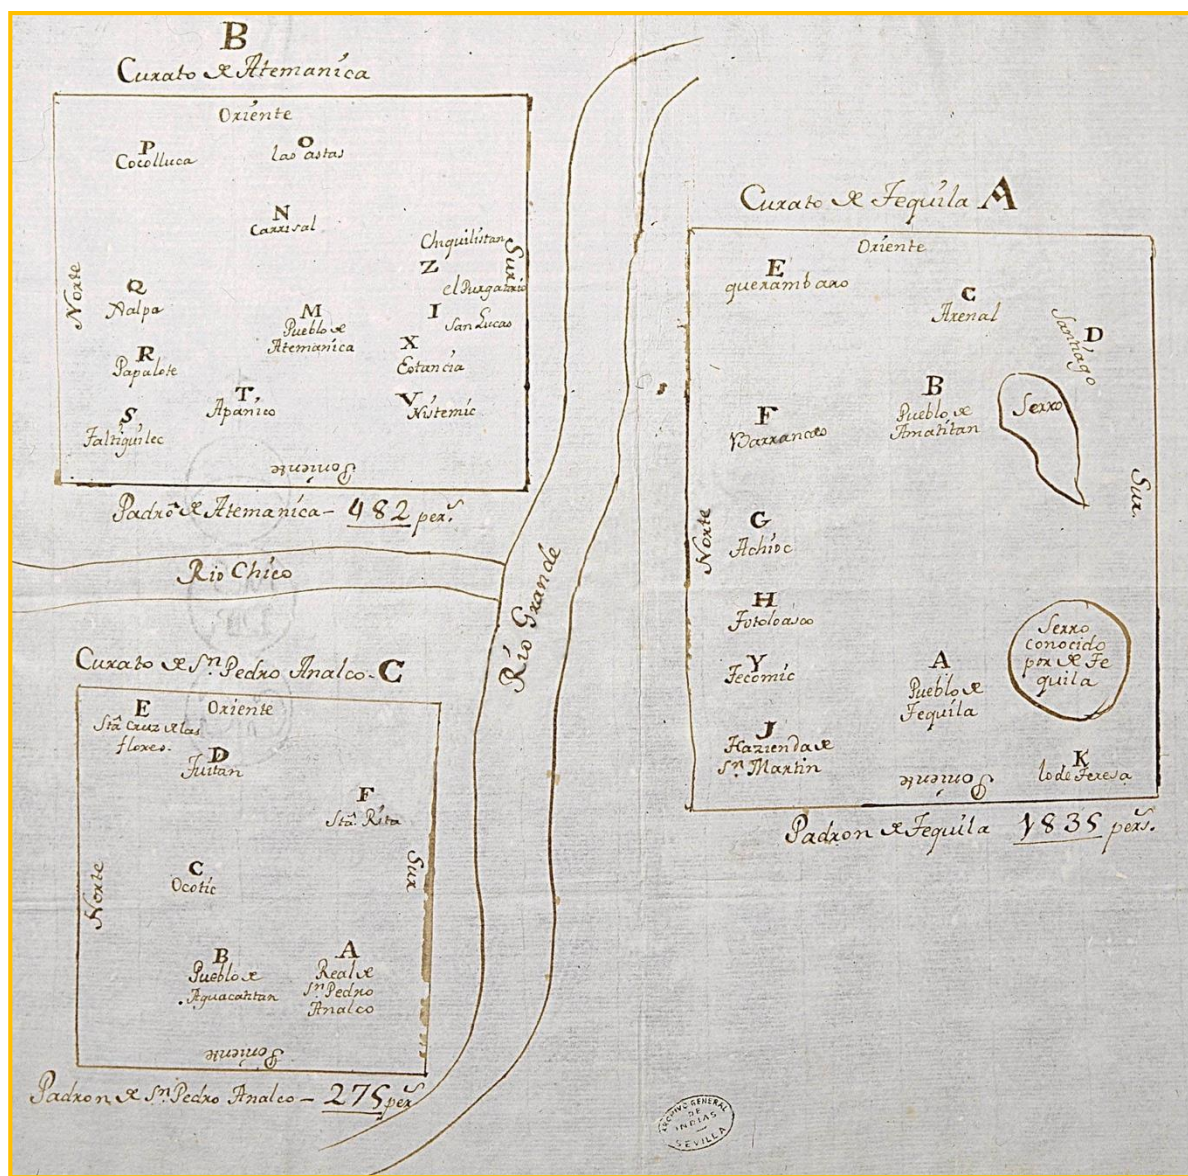 B
Curato de Atemanica
Oriente
P
Cocolluca
O
las astas
N
Carrisal
Chiquilistan
Z
el Purgatorio
Sur
Norte
Q
Nalpa
M
Pueblo de
Atemanica
I
San Lucas
R
Papalote
X
Estancia
T
Apanico
V
Nistemic
S
Taltiquilec
Poniente
Padron. de Atemanica - 482 pers.
Rio Chico
Rio Grande
Curato de Sn. Pedro Analco - C
Oriente
E
Sta. Cruz de las
flores.
D
Tuitan
F
Sta. Rita
Norte
Sur
C
Ocotic
B
Pueblo de
Aguacatitan
A
Real de
Sn. Pedro
Analco
Poniente
Padron de Sn. Pedro Analco - 275 pers
Curato de Tequila A
Oriente
E
querambaro
C
Arenal
D
Santiago
B
Pueblo de
Amatitan
Serro
F
Barrancas
Norte
Sur.
G
Achioc
H
Totoloasco
Serro
conocido
por de Te
quila
Y
Tecomic
A
Pueblo de
Tequila
J
Hazienda de
Sn. Martin
K
lo de Teresa
Poniente
Padron de Tequila 1835 pers.
ARCHIVO GENERAL
DE
INDIAS
SEVILLA